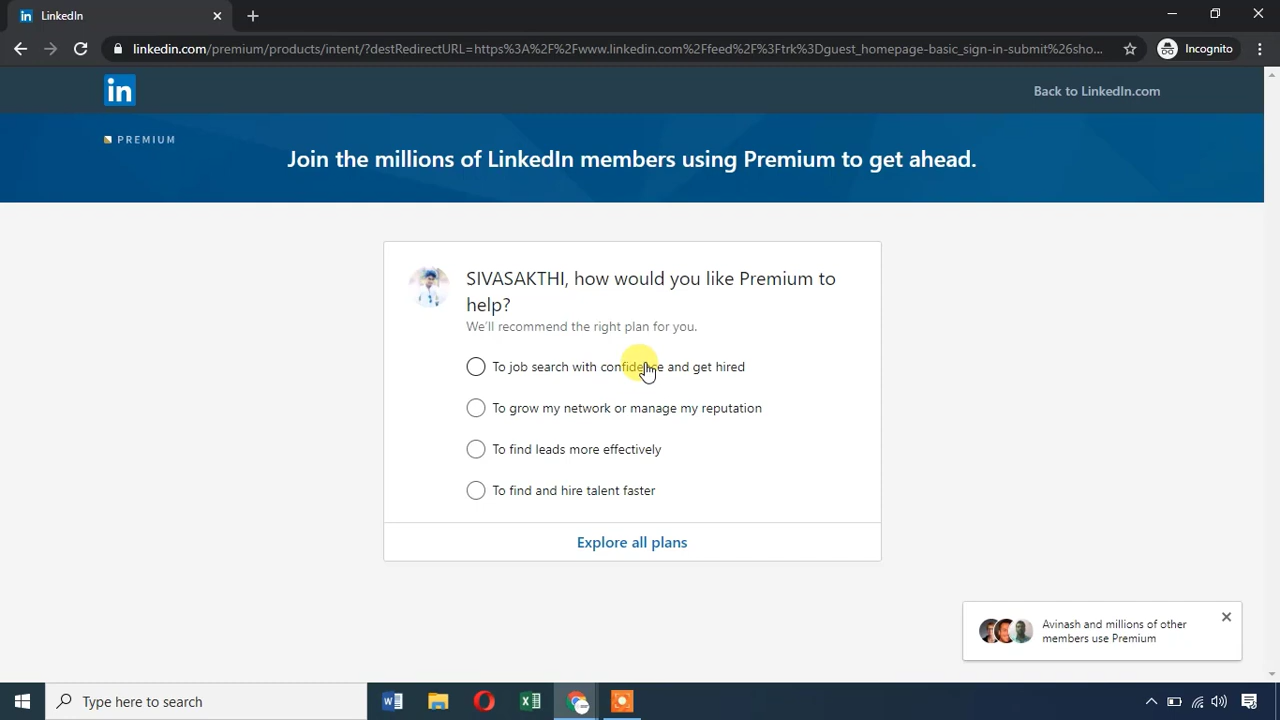 LinkedIn
linkedin.com/premium/products/intent/?destRedirectURL=https%3A%2F%2Fwww.linkedin.com%2Ffeed%2F%3Ftrk%3Dguest_homepage-basic_sign-in-submit%26sho...
Incognito
in
Back to LinkedIn.com
PREMIUM
Join the millions of LinkedIn members using Premium to get ahead.
SIVASAKTHI, how would you like Premium to
help?
We'll recommend the right plan for you.
To job search with confidence and get hired
To grow my network or manage my reputation
To find leads more effectively
To find and hire talent faster
Explore all plans
Avinash and millions of other
members use Premium
Type here to search